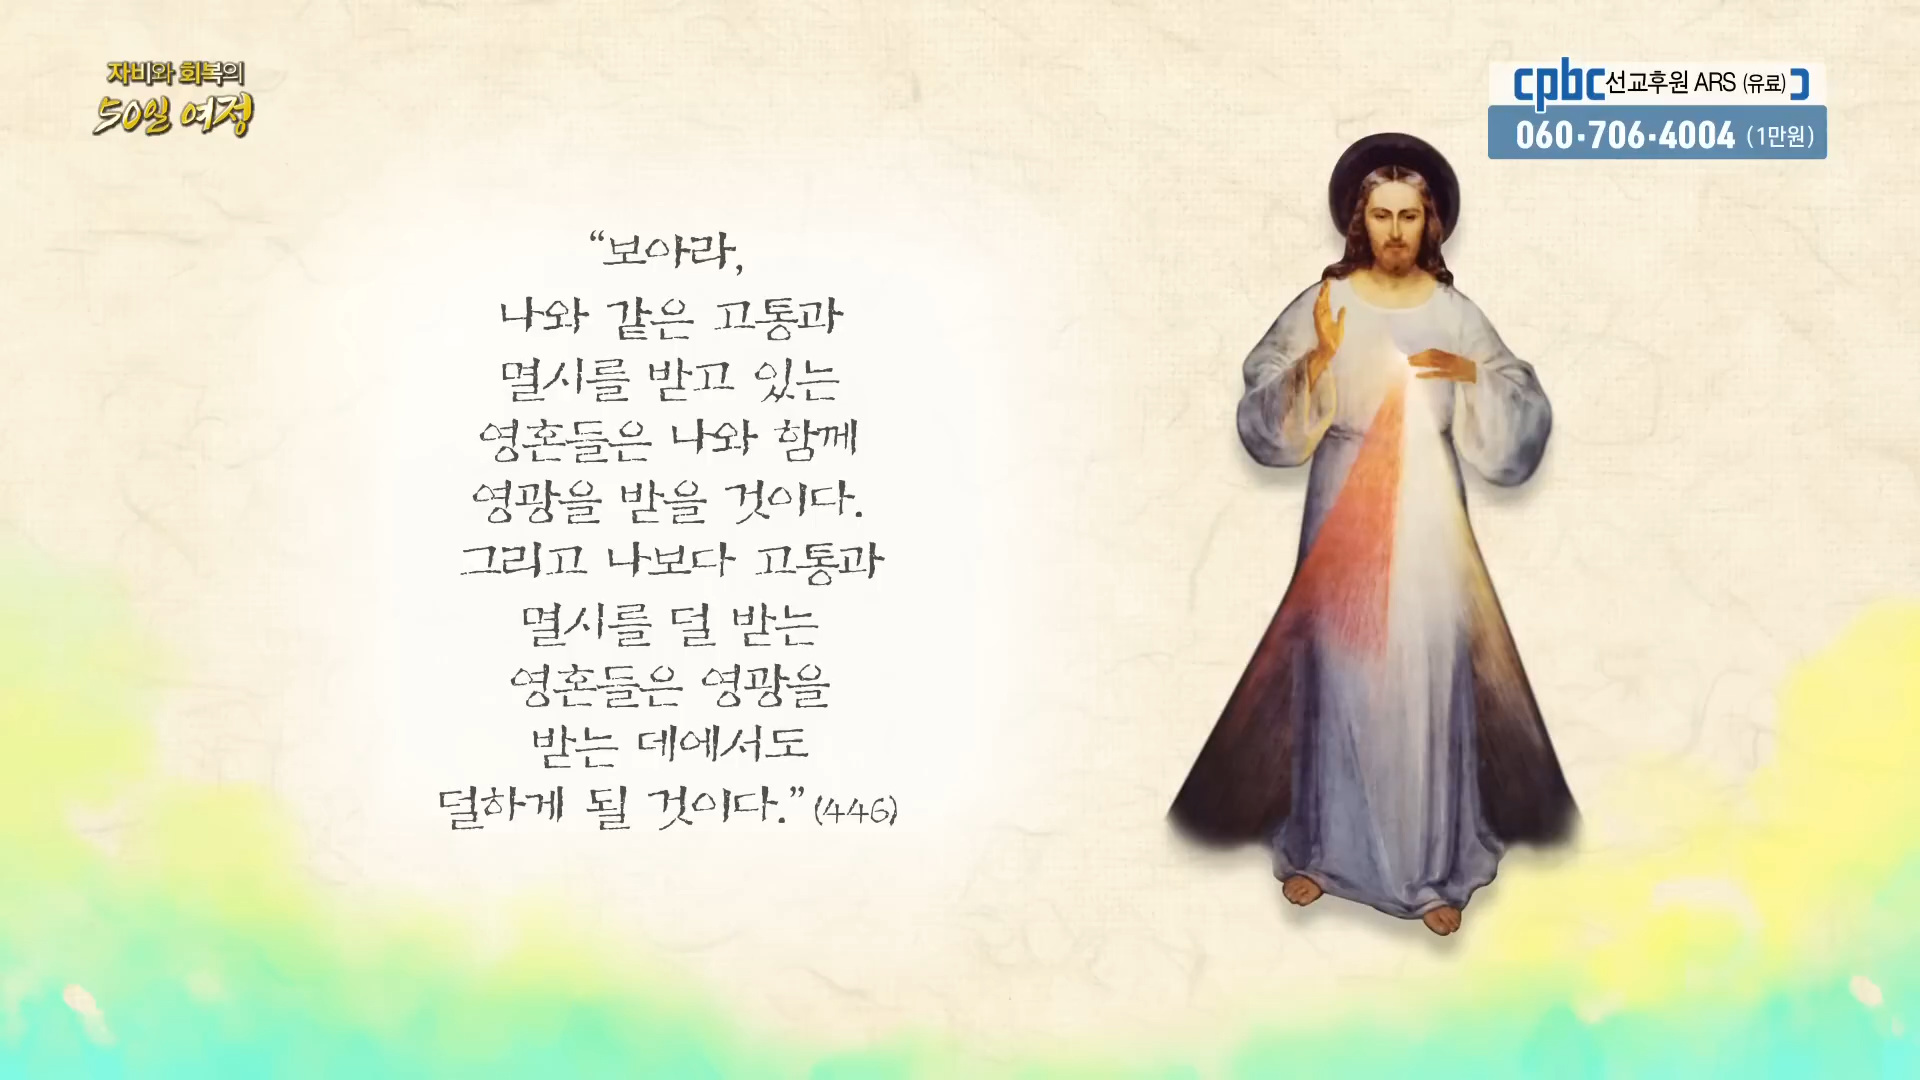 자비와 회복의
50일 여정
cpbc 선교후원 ARS (유료)
060·706·4004 (1만원)
“보아라,
나와 같은 고통과
멸시를 받고 있는
영혼들은 나와 함께
영광을 받을 것이다.
그리고 나보다 고통과
멸시를 덜 받는
영혼들은 영광을
받는 데에서도
덜하게 될 것이다.” (446)